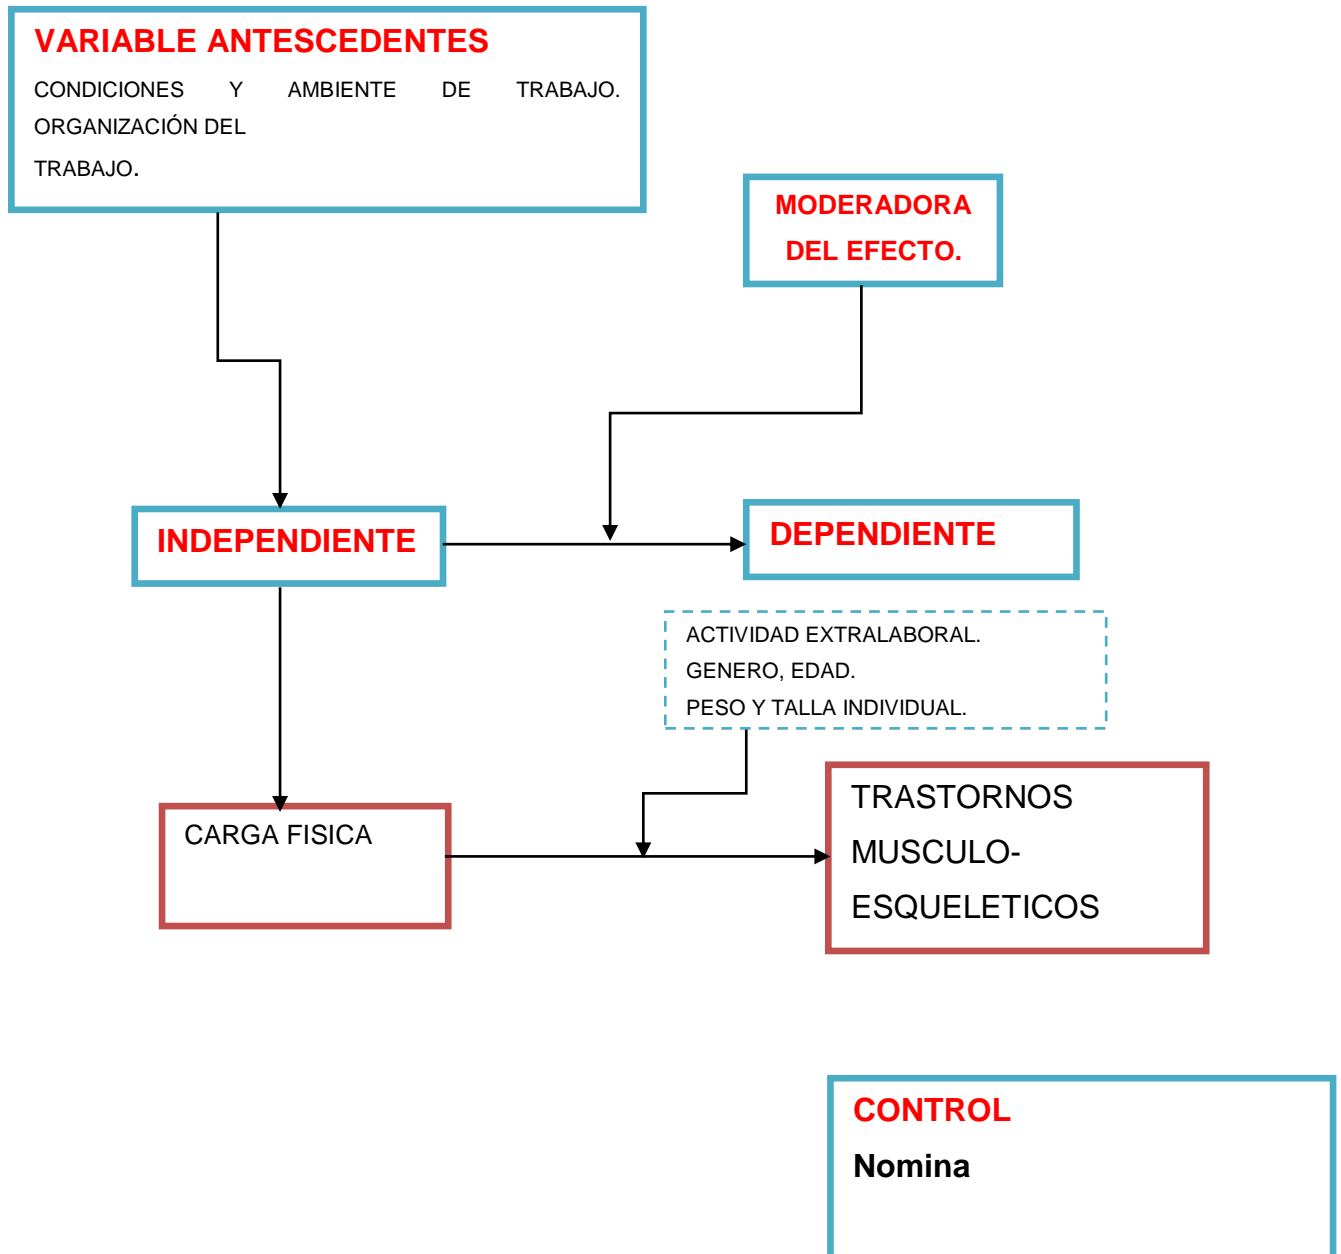 VARIABLE ANTESCEDENTES
CONDICIONES Y AMBIENTE DE TRABAJO.
ORGANIZACIÓN DEL
TRABAJO.
MODERADORA
DEL EFECTO.
INDEPENDIENTE
DEPENDIENTE
ACTIVIDAD EXTRALABORAL.
GENERO, EDAD.
PESO Y TALLA INDIVIDUAL.
CARGA FISICA
TRASTORNOS
MUSCULO-
ESQUELETICOS
CONTROL
Nomina